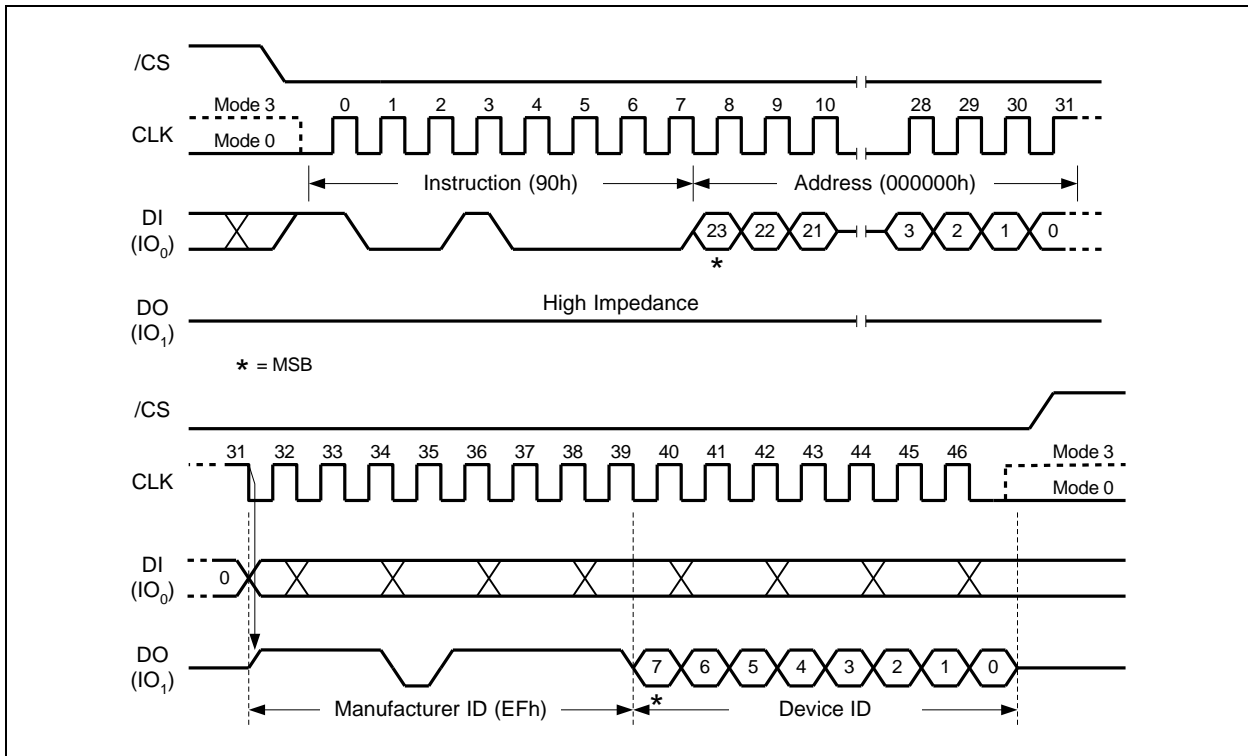 /CS
Mode 3 0 1 2 3 4 5 6 7 8 9 10 28 29 30 31
CLK
Mode 0
Instruction (90h) Address (000000h)
DI
(IO0) 23 22 21 3 2 1 0
*
DO High Impedance
(IO1)
* = MSB
/CS
31 32 33 34 35 36 37 38 39 40 41 42 43 44 45 46 Mode 3
CLK
Mode 0
DI
(IO0) 0
DO
(IO1) 7 6 5 4 3 2 1 0
*
Manufacturer ID (EFh) Device ID